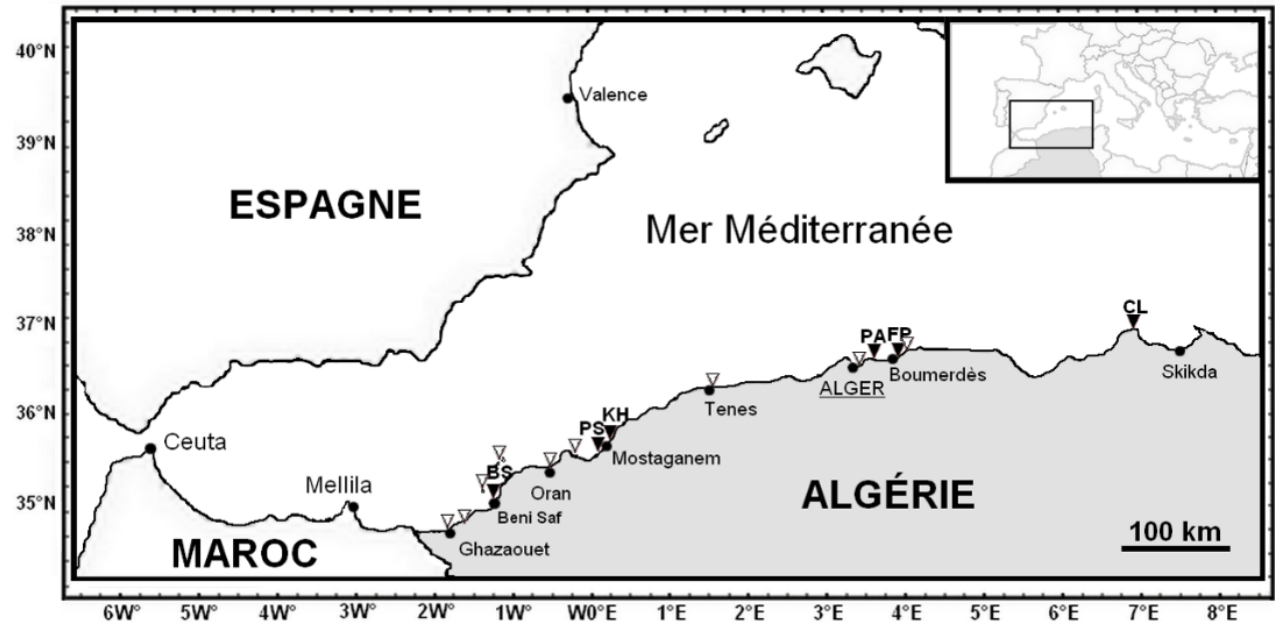 40°N
39°N
38°N
37°N
36°N
35°N
Valence
ESPAGNE
Mer Méditerranée
CL
PA FP
Skikda
Boumerdès
ALGER
Tenes
KH
PS
Mostaganem
Ceuta
BS
Oran
Mellila
Beni Saf
ALGÉRIE
Ghazaouet
MAROC
100 km
6W° 5W° 4W° 3W° 2W° 1W° W0°E 1°E 2°E 3°E 4°E 5°E 6°E 7°E 8°E